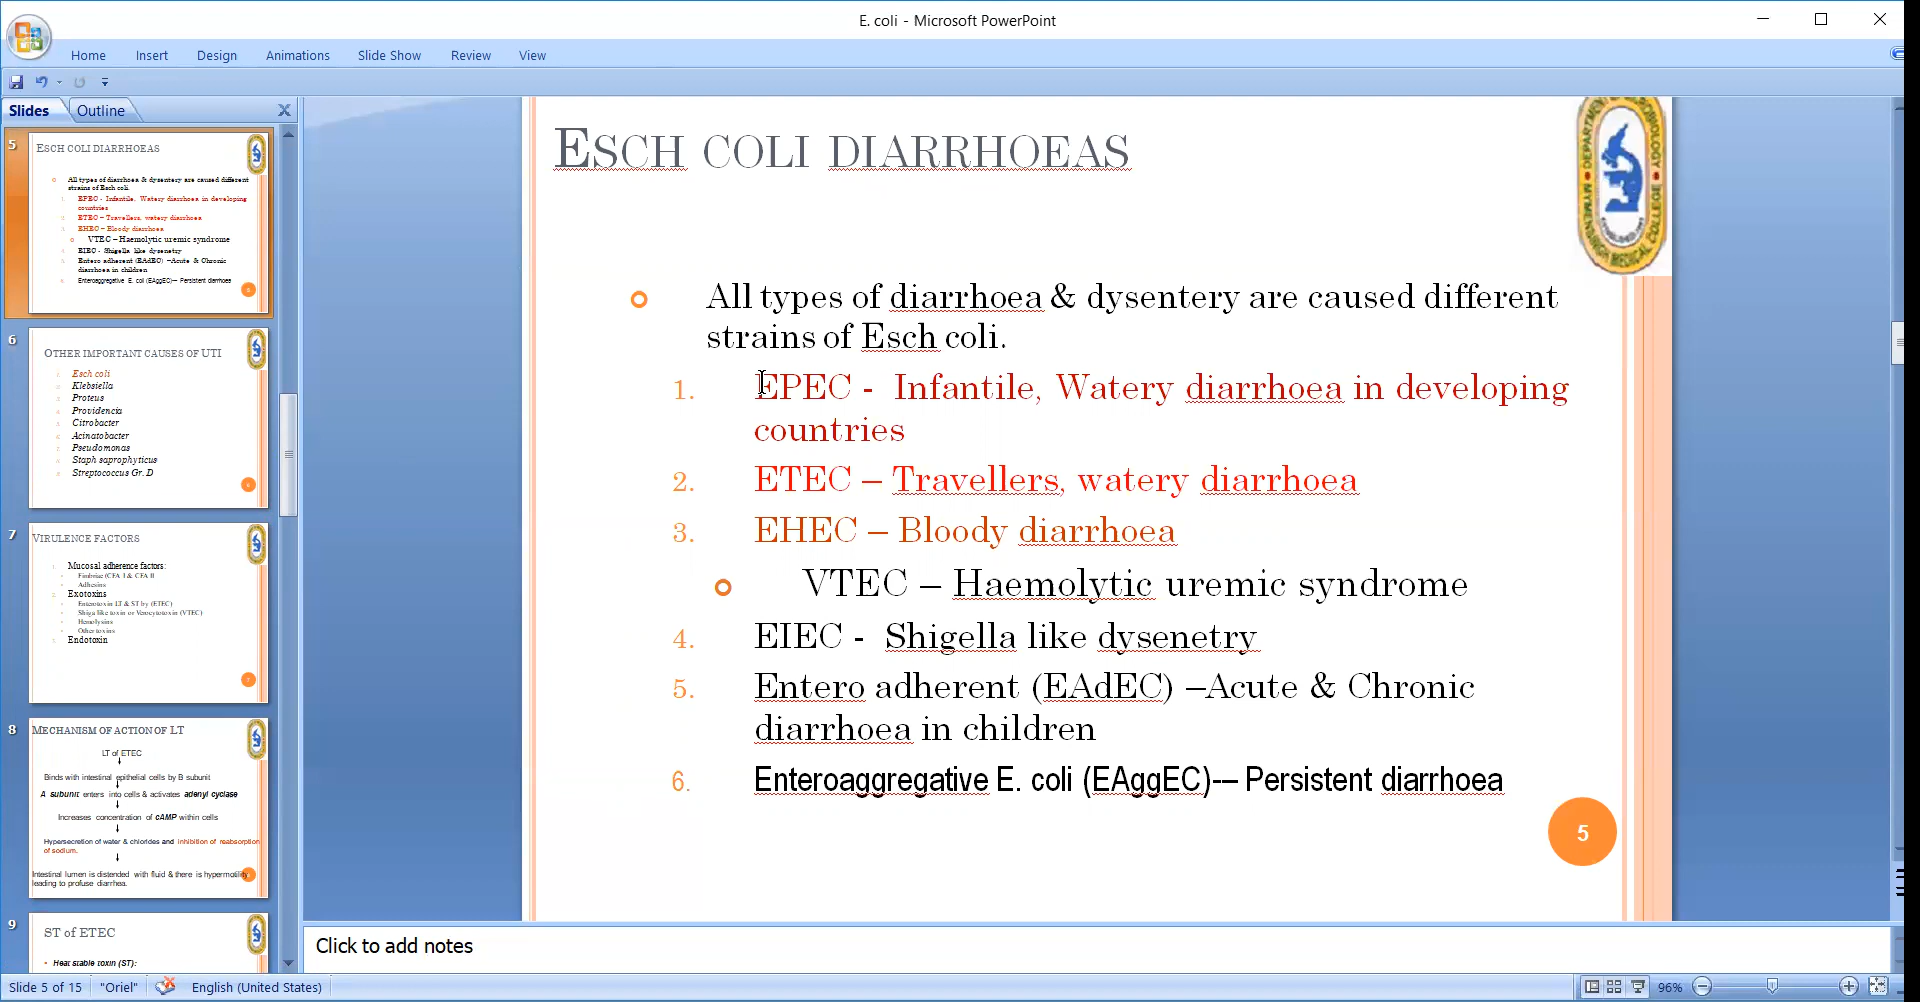 E. coli - Microsoft PowerPoint
Home Insert Design Animations Slide Show Review View
Slides Outline
5
ESCH COLI DIARRHOEAS
All types of diarrhoea & dysentery are caused different
strains of Esch coli.
EPEC - Infantile, Watery diarrhoea in developing
countries
ETEC – Travellers, watery diarrhoea
EHEC – Bloody diarrhoea
VTEC – Haemolytic uremic syndrome
EIEC - Shigella like dysenetry
Entero adherent (EAdEC) –Acute & Chronic
diarrhoea in children
Enteroaggregative E. coli (EAggEC)–– Persistent diarrhoea
6
OTHER IMPORTANT CAUSES OF UTI
Esch coli
Klebsiella
Proteus
Providencia
Citrobacter
Acinatobacter
Pseudomonas
Staph saprophyticus
Streptococcus Gr. D
7
VIRULENCE FACTORS
Mucosal adherence factors:
Fimbriae (CFA I & CFA II
Adhesins
Exotoxins
Enterotoxin LT & ST by (ETEC)
Shiga like toxin or Verocytotoxin (VTEC)
Hemolysins
Other toxins
Endotoxin
8
MECHANISM OF ACTION OF LT
LT of ETEC
Binds with intestinal epithelial cells by B subunit
A subunit enters into cells & activates adenyl cyclase
Increases concentration of cAMP within cells
Hypersecretion of water & chlorides and inhibition of reabsorption
of sodium.
Intestinal lumen is distended with fluid & there is hypermotility
leading to profuse diarrhea.
9
ST of ETEC
Heat stable toxin (ST):
ESCH COLI DIARRHOEAS
All types of diarrhoea & dysentery are caused different
strains of Esch coli.
1. EPEC - Infantile, Watery diarrhoea in developing
countries
2. ETEC – Travellers, watery diarrhoea
3. EHEC – Bloody diarrhoea
VTEC – Haemolytic uremic syndrome
4. EIEC - Shigella like dysenetry
5. Entero adherent (EAdEC) –Acute & Chronic
diarrhoea in children
6. Enteroaggregative E. coli (EAggEC)–– Persistent diarrhoea
5
Click to add notes
Slide 5 of 15 "Oriel" English (United States) 96%